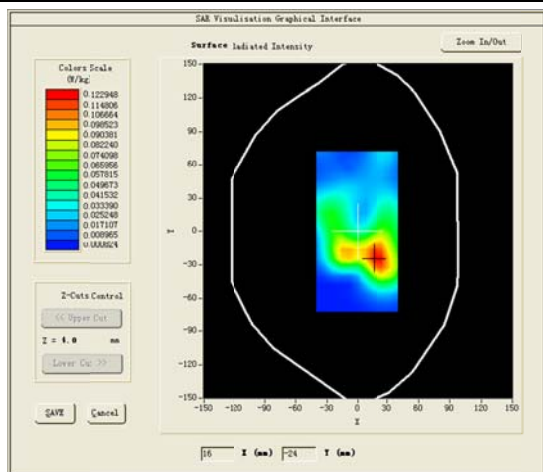 SAR Visualisation Graphical Interface
Surface Radiated Intensity
Zoom In/Out
Colors Scale
(W/kg)
0.122948
0.114806
0.106664
0.098523
0.090381
0.082240
0.074098
0.065956
0.057815
0.049673
0.041532
0.033390
0.025248
0.017107
0.008965
0.000824
Z-Cuts Control
<< Upper Cut
Z = 4.0 mm
Lower Cut >>
SAVE
Cancel
150-
120-
90-
60-
30-
0-
-30-
-60-
-90-
-120-
-150-
Y
-150 -120 -90 -60 -30 0 30 60 90 120 150
X
16 X (mm) -24 Y (mm)